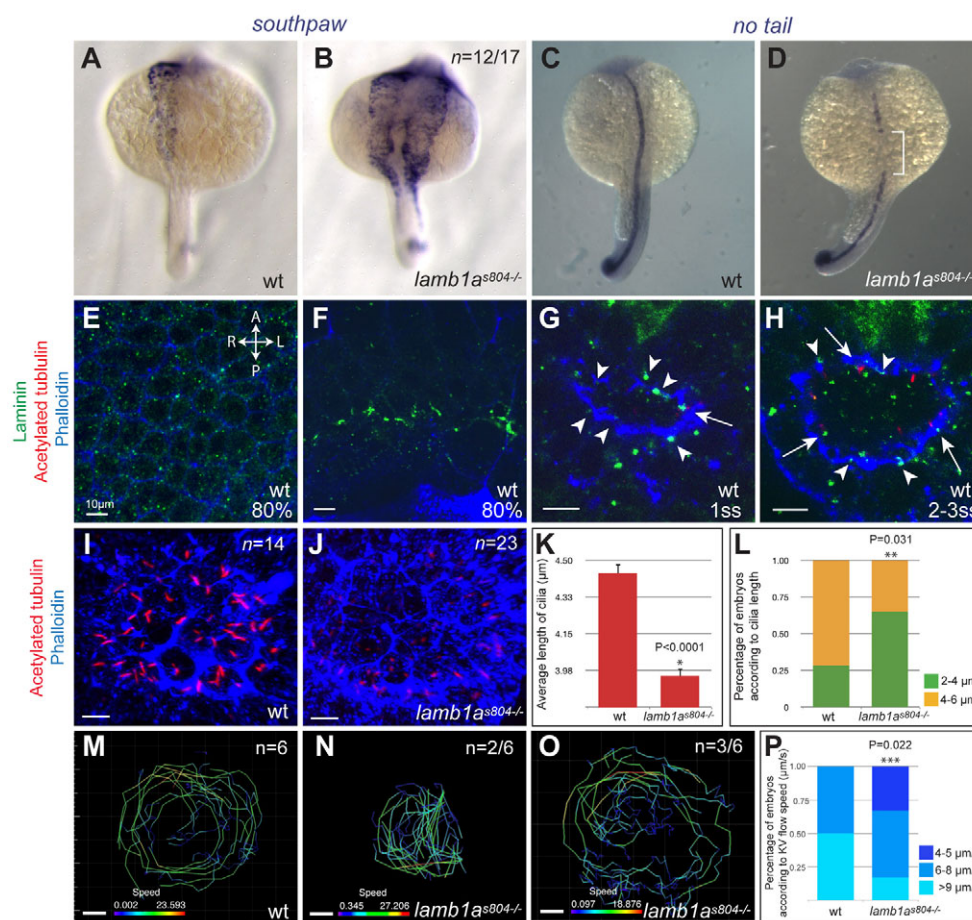 southpaw
no tail
A
wt
B
n=12/17
lamb1a^s804-/-
C
wt
D
lamb1a^s804-/-
Laminin
Acetylated tublulin
Phalloidin
E
A
R L
P
10µm
wt
80%
F
wt
80%
G
wt
1ss
H
wt
2-3ss
Acetylated tubulin
Phalloidin
I
n=14
wt
J
n=23
lamb1a^s804-/-
K
Average length of cilia (µm)
4.50
4.33
4.15
3.98
P<0.0001
*
wt
lamb1a^s804-/-
L
P=0.031
**
Percentage of embryos
according to cilia length
1.00
0.75
0.50
0.25
0
wt
lamb1a^s804-/-
2-4 µm
4-6 µm
M
n=6
Speed
0.002 23.593
wt
N
n=2/6
Speed
0.345 27.206
lamb1a^s804-/-
O
n=3/6
Speed
0.097 18.876
lamb1a^s804-/-
P
P=0.022
***
Percentage of embryos
according to KV flow speed (µm/s)
1.00
0.75
0.50
0.25
0
wt
lamb1a^s804-/-
4-5 µm/
6-8 µm/
>9 µm/